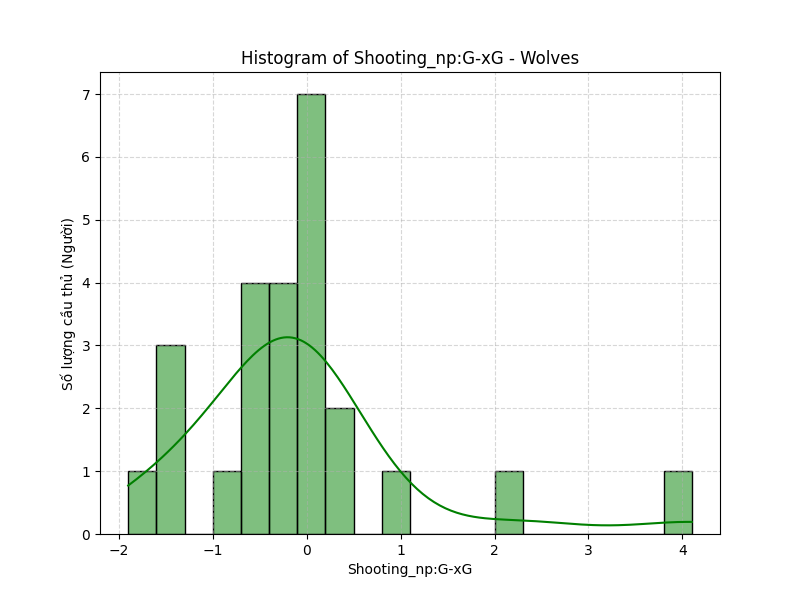 Histogram of Shooting_np:G-xG - Wolves
Số lượng cầu thủ (Người)
7
6
5
4
3
2
1
0
−2 −1 0 1 2 3 4
Shooting_np:G-xG